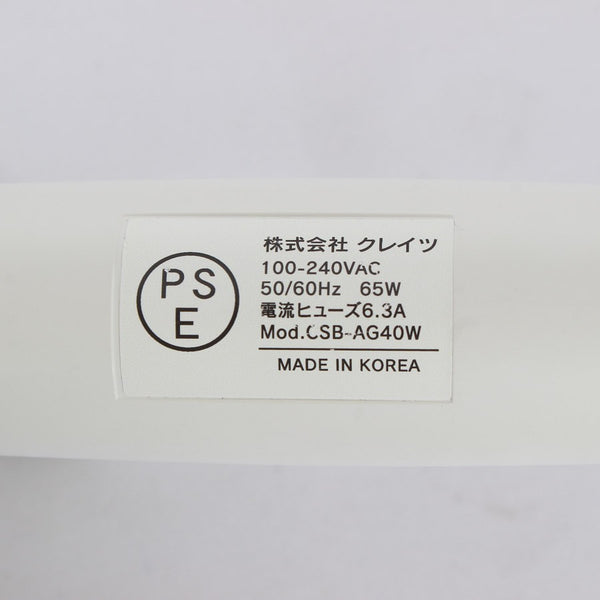 PS
E
株式会社 クレイツ
100-240VAC
50/60Hz 65W
電流ヒューズ6.3A
Mod.CSB-AG40W
MADE IN KOREA